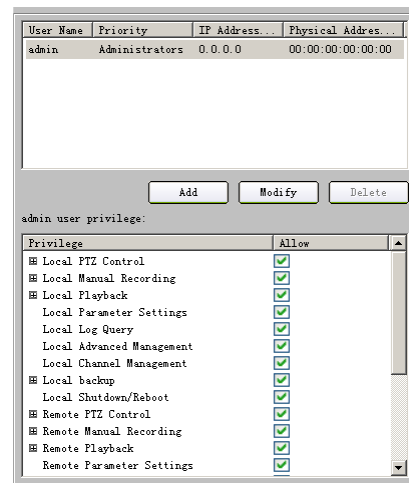 User Name Priority IP Address... Physical Addres...
admin Administrators 0.0.0.0 00:00:00:00:00:00
Add Modify Delete
admin user privilege:
Privilege Allow
Local PTZ Control
Local Manual Recording
Local Playback
Local Parameter Settings
Local Log Query
Local Advanced Management
Local Channel Management
Local backup
Local Shutdown/Reboot
Remote PTZ Control
Remote Manual Recording
Remote Playback
Remote Parameter Settings